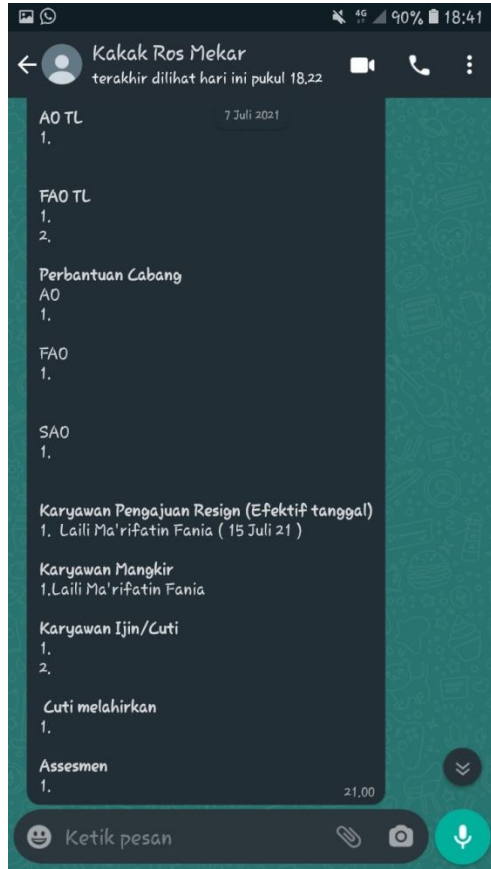 4G 90% 18:41
Kakak Ros Mekar
terakhir dilihat hari ini pukul 18.22
7 Juli 2021
AO TL
1.
FAO TL
1.
2.
Perbantuan Cabang
AO
1.
FAO
1.
SAO
1.
Karyawan Pengajuan Resign (Efektif tanggal)
1. Laili Ma'rifatin Fania ( 15 Juli 21 )
Karyawan Mangkir
1.Laili Ma'rifatin Fania
Karyawan Ijin/Cuti
1.
2.
Cuti melahirkan
1.
Assesmen
1.
21.00
Ketik pesan